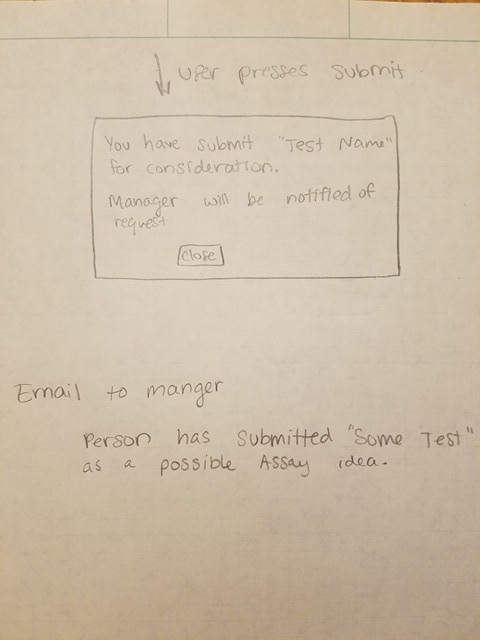 User presses submit
You have submit "Test Name"
for consideration.
Manager will be notified of
request
close
Email to manger
Person has submitted "Some Test"
as a possible Assay idea.